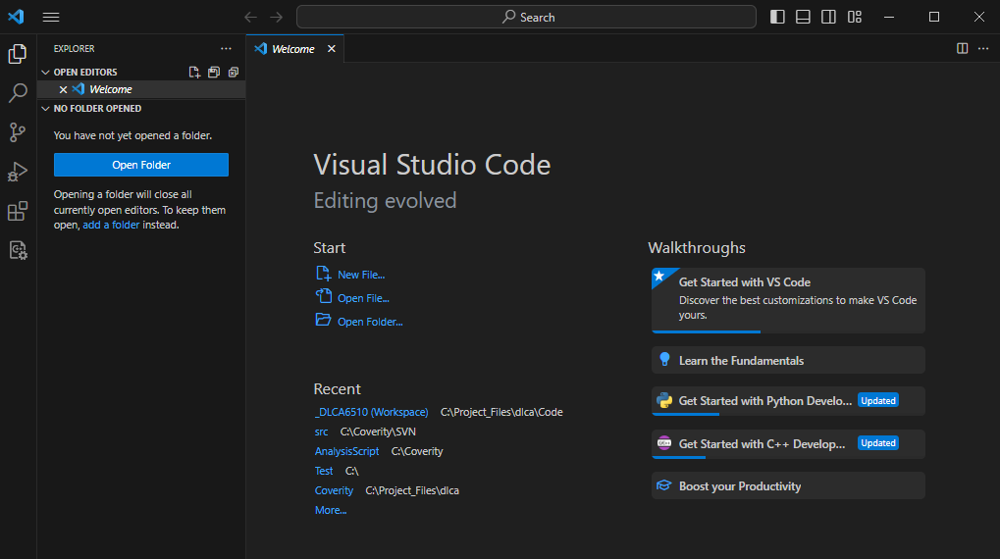 Search
EXPLORER
OPEN EDITORS
Welcome
NO FOLDER OPENED
You have not yet opened a folder.
Open Folder
Opening a folder will close all
currently open editors. To keep them
open, add a folder instead.
Welcome
Visual Studio Code
Editing evolved
Start
New File...
Open File...
Open Folder...
Recent
_DLCA6510 (Workspace) C:\Project_Files\dlca\Code
src C:\Coverity\SVN
AnalysisScript C:\Coverity
Test C:\
Coverity C:\Project_Files\dlca
More...
Walkthroughs
Get Started with VS Code
Discover the best customizations to make VS Code
yours.
Learn the Fundamentals
Get Started with Python Develo... Updated
Get Started with C++ Develop... Updated
Boost your Productivity